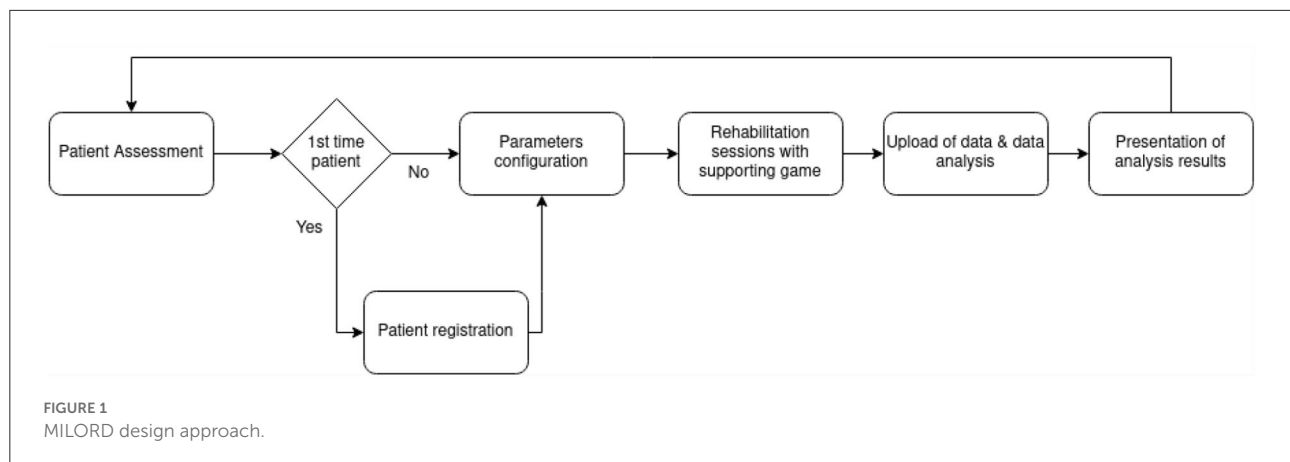 Patient Assessment
1st time
patient
No
Yes
Patient registration
Parameters
configuration
Rehabilitation
sessions with
supporting game
Upload of data & data
analysis
Presentation of
analysis results
FIGURE 1
MILORD design approach.